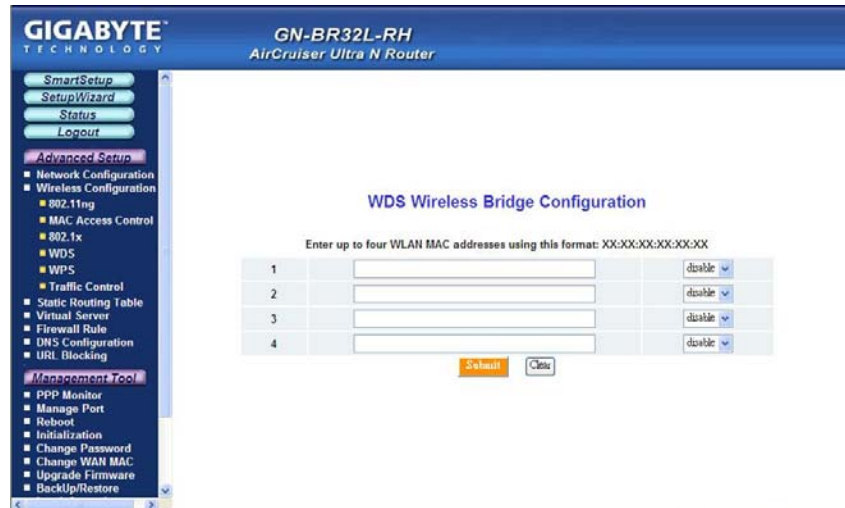 GIGABYTE™
TECHNOLOGY
GN-BR32L-RH
AirCruiser Ultra N Router
SmartSetup
SetupWizard
Status
Logout
Advanced Setup
Network Configuration
Wireless Configuration
802.11ng
MAC Access Control
802.1x
WDS
WPS
Traffic Control
Static Routing Table
Virtual Server
Firewall Rule
DNS Configuration
URL Blocking
Management Tool
PPP Monitor
Manage Port
Reboot
Initialization
Change Password
Change WAN MAC
Upgrade Firmware
BackUp/Restore
WDS Wireless Bridge Configuration
Enter up to four WLAN MAC addresses using this format: XX:XX:XX:XX:XX:XX
1 disable
2 disable
3 disable
4 disable
Submit Clear